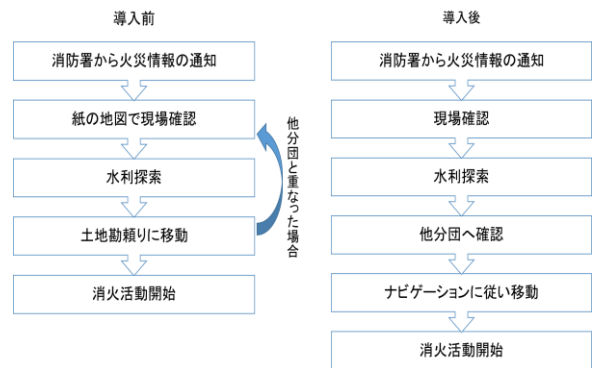 導入前
消防署から火災情報の通知
紙の地図で現場確認
水利探索
土地勘頼りに移動
消火活動開始
他分団と重なった場合
導入後
消防署から火災情報の通知
現場確認
水利探索
他分団へ確認
ナビゲーションに従い移動
消火活動開始